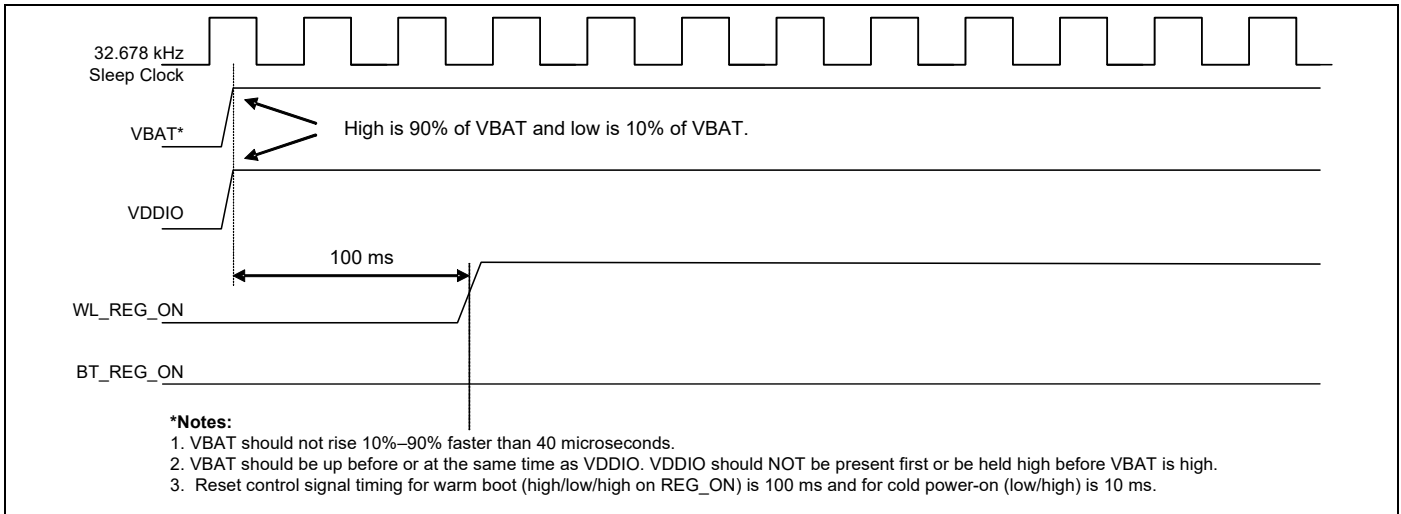 32.678 kHz
Sleep Clock
VBAT*
High is 90% of VBAT and low is 10% of VBAT.
VDDIO
100 ms
WL_REG_ON
BT_REG_ON
*Notes:
1. VBAT should not rise 10%–90% faster than 40 microseconds.
2. VBAT should be up before or at the same time as VDDIO. VDDIO should NOT be present first or be held high before VBAT is high.
3. Reset control signal timing for warm boot (high/low/high on REG_ON) is 100 ms and for cold power-on (low/high) is 10 ms.